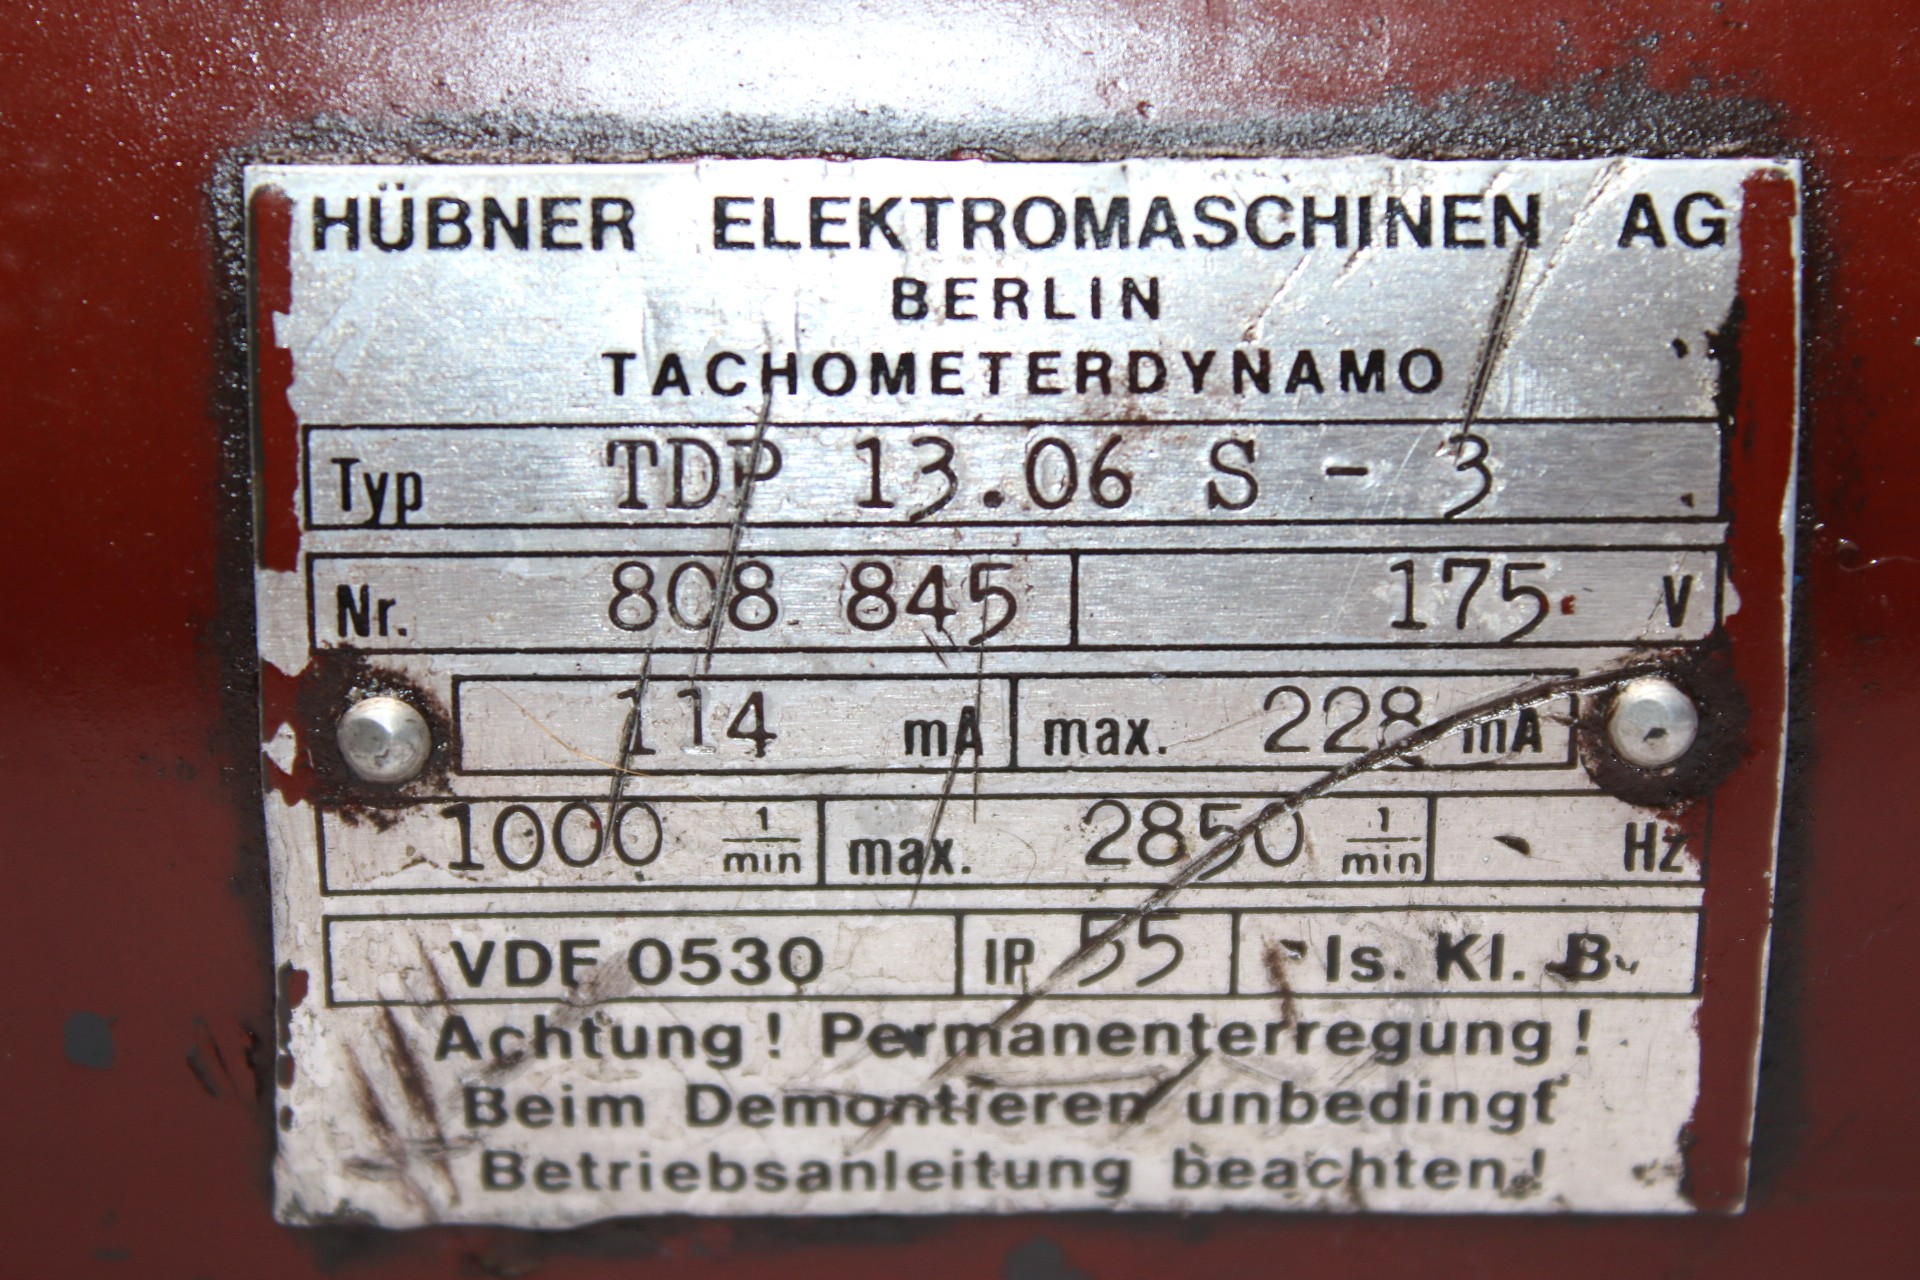 HÜBNER ELEKTROMASCHINEN AG
BERLIN
TACHOMETERDYNAMO
Typ TDP 13.06 S - 3
Nr. 808 845 175 V
114 mA max. 228 mA
1000 1/min max. 2850 1/min Hz
VDE 0530 IP 55 Is. Kl. B
Achtung! Permanenterregung!
Beim Demontieren unbedingt
Betriebsanleitung beachten!